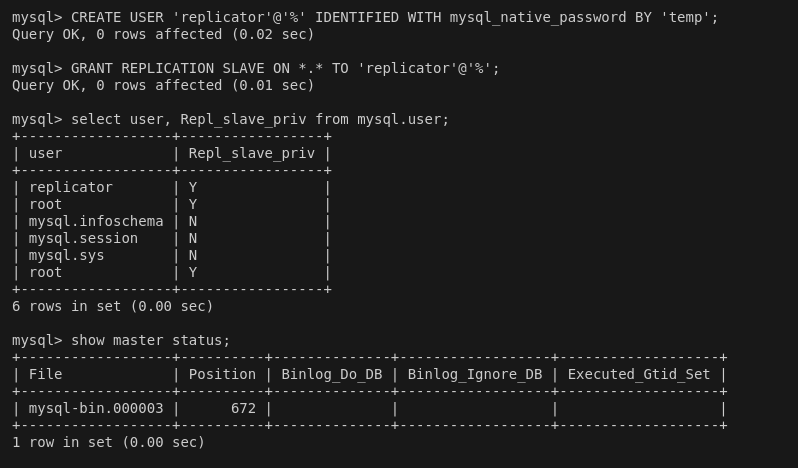 mysql> CREATE USER 'replicator'@'%' IDENTIFIED WITH mysql_native_password BY 'temp';
Query OK, 0 rows affected (0.02 sec)

mysql> GRANT REPLICATION SLAVE ON *.* TO 'replicator'@'%';
Query OK, 0 rows affected (0.01 sec)

mysql> select user, Repl_slave_priv from mysql.user;
+------------------+-----------------+
| user             | Repl_slave_priv |
+------------------+-----------------+
| replicator       | Y               |
| root             | Y               |
| mysql.infoschema | N               |
| mysql.session    | N               |
| mysql.sys        | N               |
| root             | Y               |
+------------------+-----------------+
6 rows in set (0.00 sec)

mysql> show master status;
+------------------+----------+--------------+------------------+-------------------+
| File             | Position | Binlog_Do_DB | Binlog_Ignore_DB | Executed_Gtid_Set |
+------------------+----------+--------------+------------------+-------------------+
| mysql-bin.000003 |      672 |              |                  |                   |
+------------------+----------+--------------+------------------+-------------------+
1 row in set (0.00 sec)